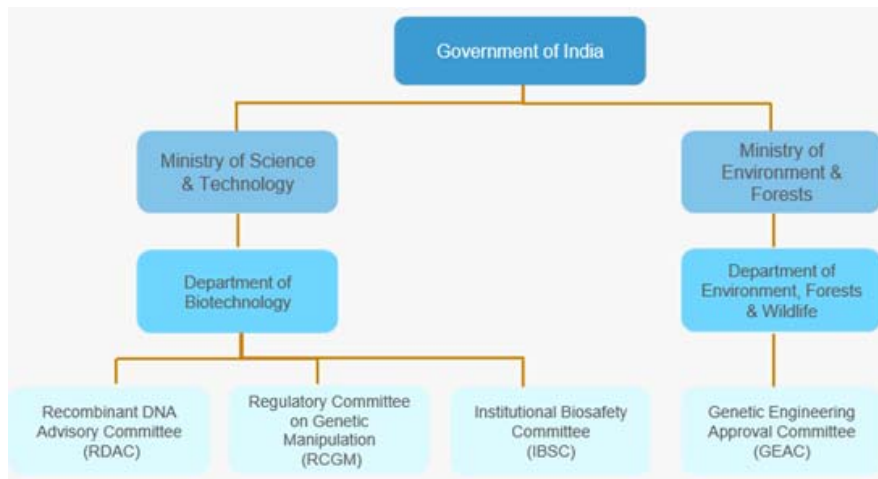 Government of India
Ministry of Science
& Technology
Ministry of
Environment &
Forests
Department of
Biotechnology
Department of
Environment, Forests
& Wildlife
Recombinant DNA
Advisory Committee
(RDAC)
Regulatory Committee
on Genetic
Manipulation
(RCGM)
Institutional Biosafety
Committee
(IBSC)
Genetic Engineering
Approval Committee
(GEAC)